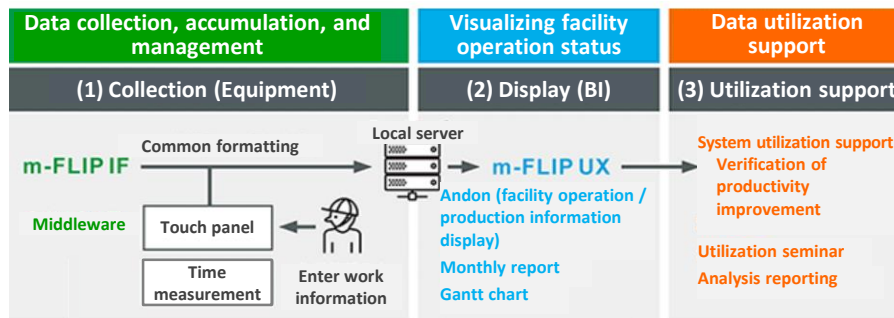 Data collection, accumulation, and
management
Visualizing facility
operation status
Data utilization
support
(1) Collection (Equipment)
(2) Display (BI)
(3) Utilization support
m-FLIP IF
Common formatting
Local server
Middleware
Touch panel
Time
measurement
Enter work
information
m-FLIP UX
Andon (facility operation /
production information
display)
Monthly report
Gantt chart
System utilization support
Verification of
productivity
improvement
Utilization seminar
Analysis reporting